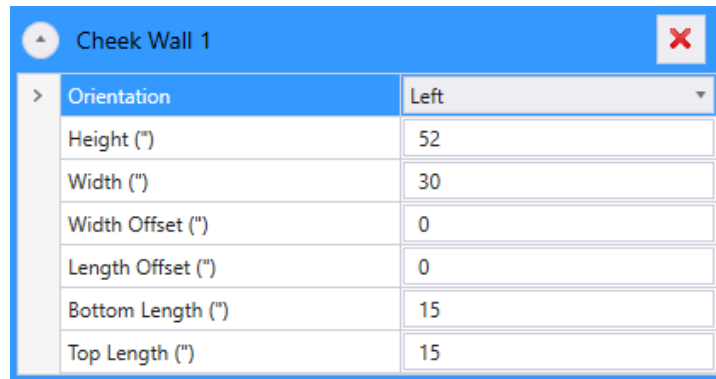 Cheek Wall 1
Orientation Left
Height (") 52
Width (") 30
Width Offset (") 0
Length Offset (") 0
Bottom Length (") 15
Top Length (") 15